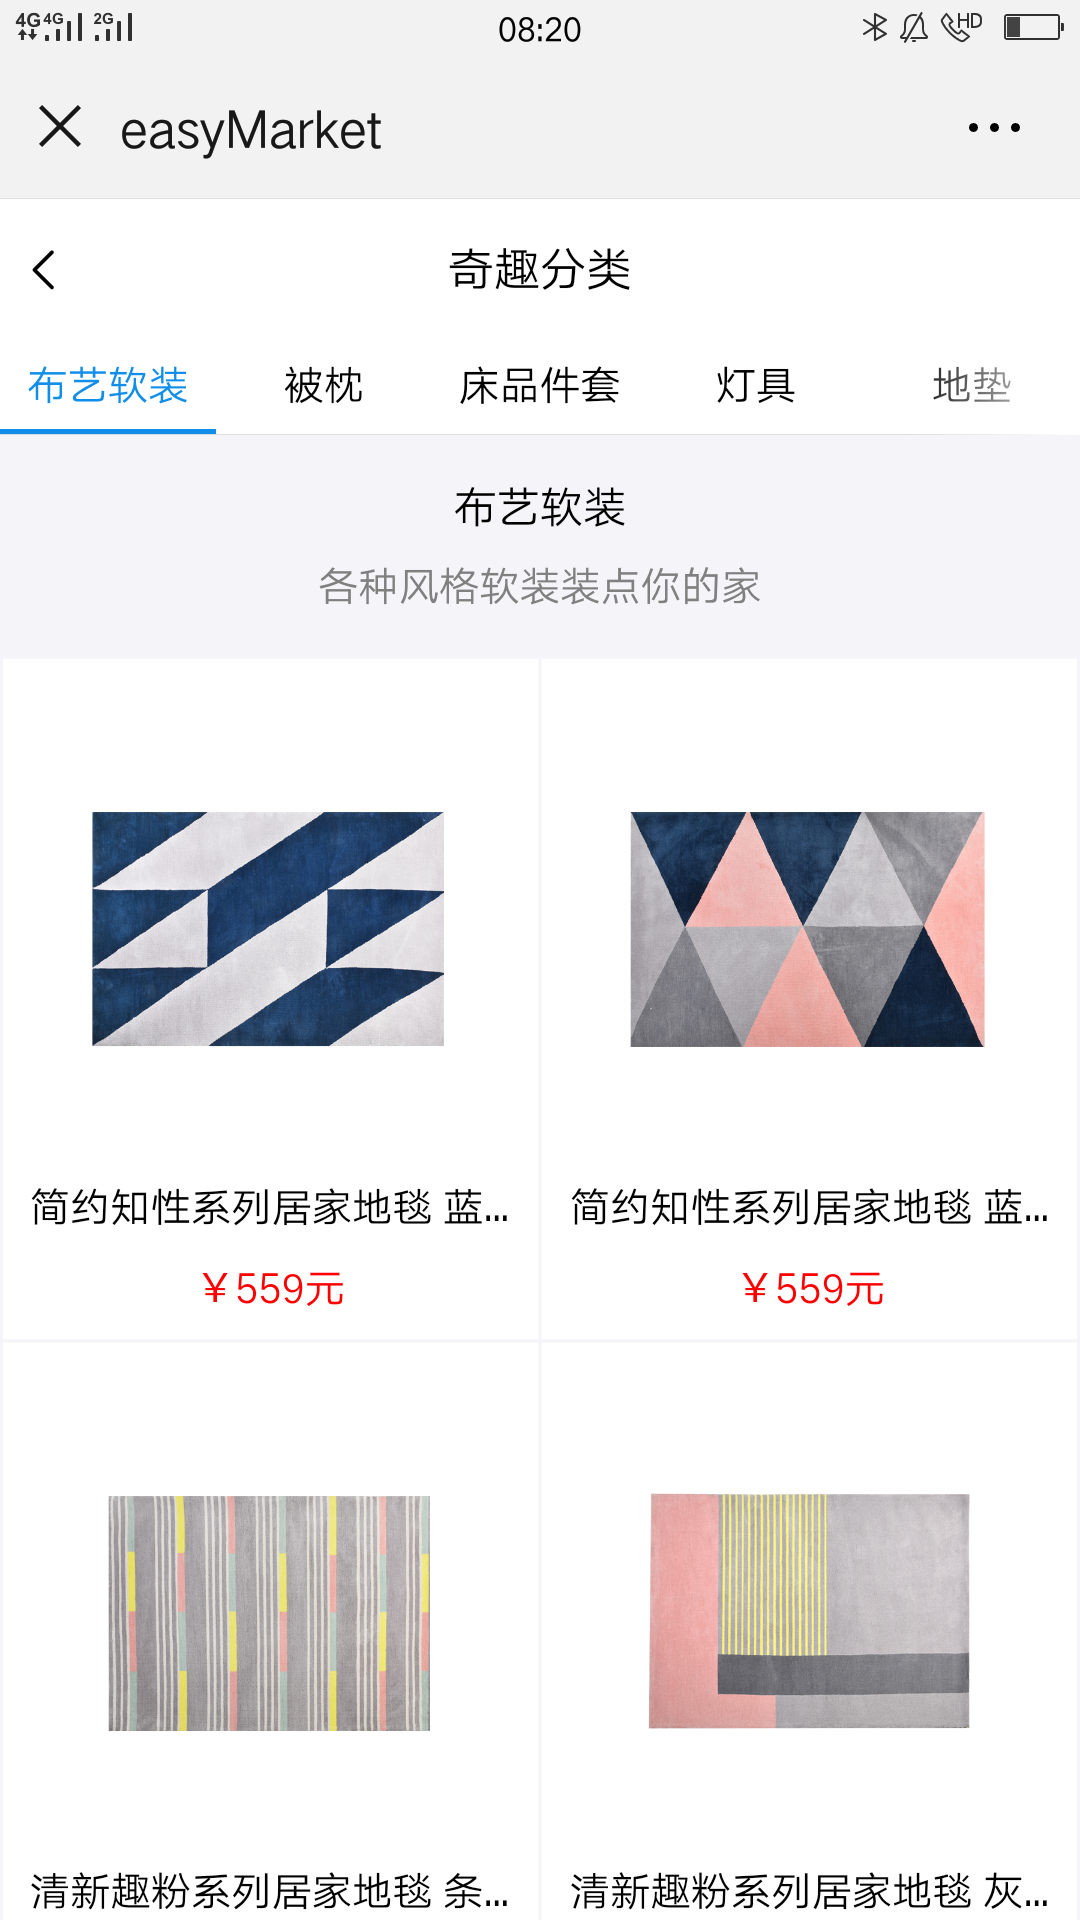 4G 4G 2G 08:20 HD
easyMarket
奇趣分类
布艺软装 被枕 床品件套 灯具 地垫
布艺软装
各种风格软装装点你的家
简约知性系列居家地毯 蓝... 简约知性系列居家地毯 蓝...
¥559元 ¥559元
清新趣粉系列居家地毯 条... 清新趣粉系列居家地毯 灰...